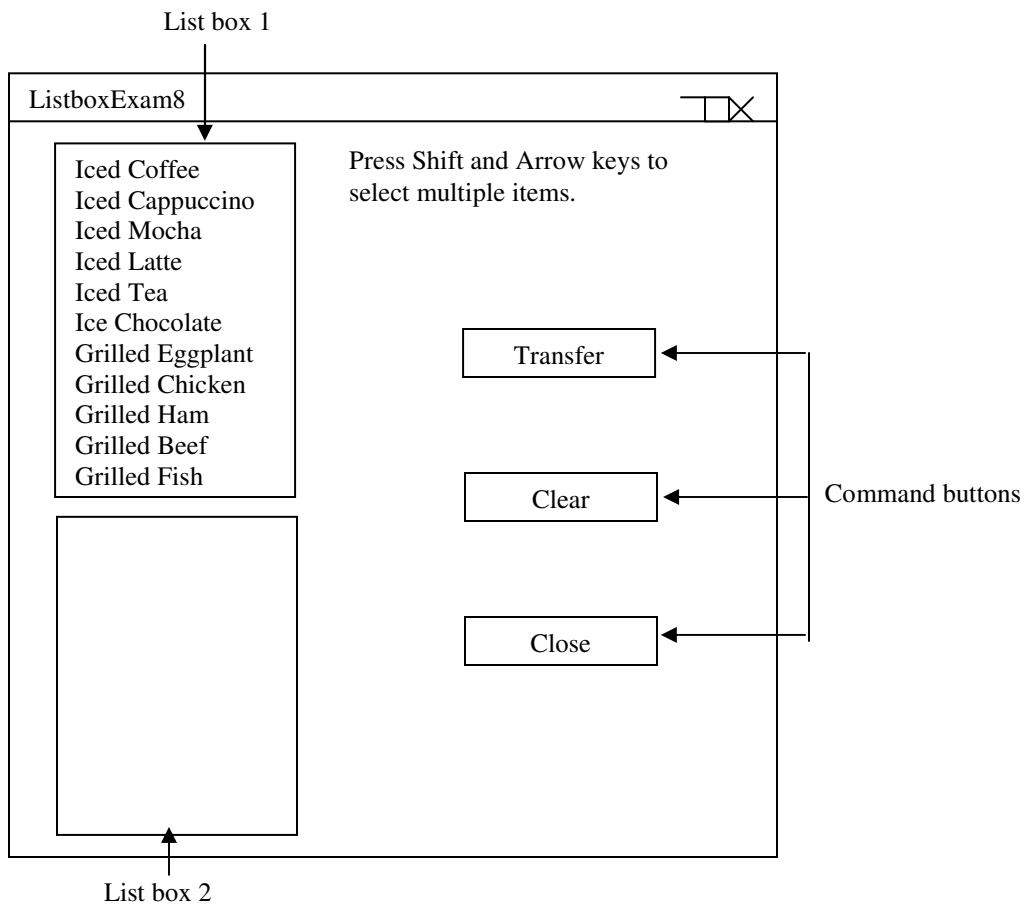 List box 1
ListboxExam8
Iced Coffee
Iced Cappuccino
Iced Mocha
Iced Latte
Iced Tea
Ice Chocolate
Grilled Eggplant
Grilled Chicken
Grilled Ham
Grilled Beef
Grilled Fish
Press Shift and Arrow keys to
select multiple items.
Transfer
Clear
Close
Command buttons
List box 2